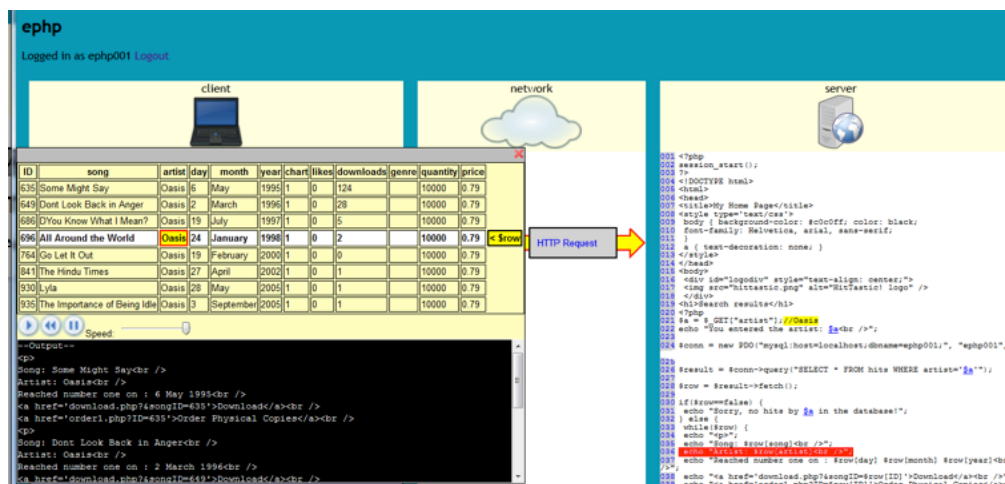 ephp
Logged in as ephp001 Logout
client
network
server
ID song artist day month year chart likes downloads genre quantity price
635 Some Might Say Oasis 6 May 1995 1 0 124 10000 0.79
649 Dont Look Back in Anger Oasis 2 March 1996 1 0 28 10000 0.79
686 DYou Know What I Mean? Oasis 19 July 1997 1 0 5 10000 0.79
696 All Around the World Oasis 24 January 1998 1 0 2 10000 0.79 < $row
764 Go Let It Out Oasis 19 February 2000 1 0 0 10000 0.79
841 The Hindu Times Oasis 27 April 2002 1 0 1 10000 0.79
930 Lyla Oasis 28 May 2005 1 0 1 10000 0.79
935 The Importance of Being Idle Oasis 3 September 2005 1 0 1 10000 0.79
Speed:
--Output--
<p>
Song: Some Might Say<br />
Artist: Oasis<br />
Reached number one on : 6 May 1995<br />
<a href='download.php?&songID=635'>Download</a><br />
<a href='order1.php?ID=635'>Order Physical Copies</a><br />
<p>
Song: Dont Look Back in Anger<br />
Artist: Oasis<br />
Reached number one on : 2 March 1996<br />
<a href='download.php?&songID=649'>Download</a><br />
HTTP Request
001 <?php
002 session_start();
003 ?>
004 <!DOCTYPE html>
005 <html>
006 <head>
007 <title>My Home Page</title>
008 <style type='text/css'>
009 body { background-color: #c0c0ff; color: black;
010 font-family: Helvetica, arial, sans-serif;
011 }
012 a { text-decoration: none; }
013 </style>
014 </head>
015 <body>
016 <div id="logodiv" style="text-align: center;">
017 <img src="hittastic.png" alt="HitTastic! logo" />
018 </div>
019 <h1>Search results</h1>
020 <?php
021 $a = $_GET["artist"];//Oasis
022 echo "You entered the artist: $a<br />";
023
024 $conn = new PDO("mysql:host=localhost;dbname=ephp001;", "ephp001",
025
026 $result = $conn->query("SELECT * FROM hits WHERE artist='$a'");
027
028 $row = $result->fetch();
029
030 if($row==false) {
031 echo "Sorry, no hits by $a in the database!";
032 } else {
033 while($row) {
034 echo "<p>";
035 echo "Song: $row[song]<br />";
036 echo "Artist: $row[artist]<br />";
037 echo "Reached number one on : $row[day] $row[month] $row[year]<br
/>";
038 echo "<a href='download.php?&songID=$row[ID]'>Download</a><br />";